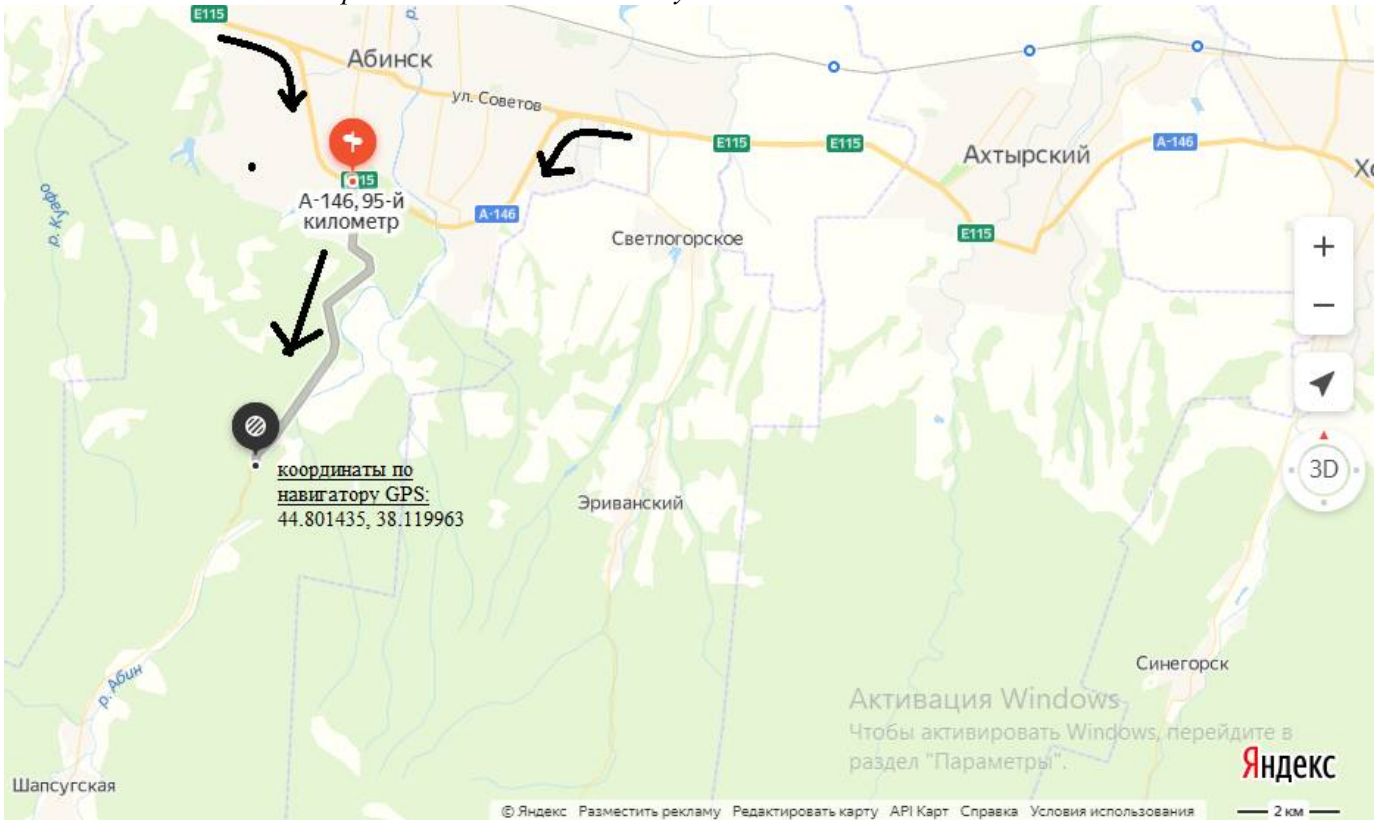 E115
р.
Абинск
ул. Советов
E115
E115
Ахтырский
А-146
Хо
р. Куафо
E115
А-146, 95-й
километр
А-146
Светлогорское
E115
+
−
3D
координаты по
навигатору GPS:
44.801435, 38.119963
Эриванский
р. Абин
Синегорск
Шапсугская
Активация Windows
Чтобы активировать Windows, перейдите в
раздел "Параметры".
Яндекс
© Яндекс Разместить рекламу Редактировать карту API Карт Справка Условия использования
2 км